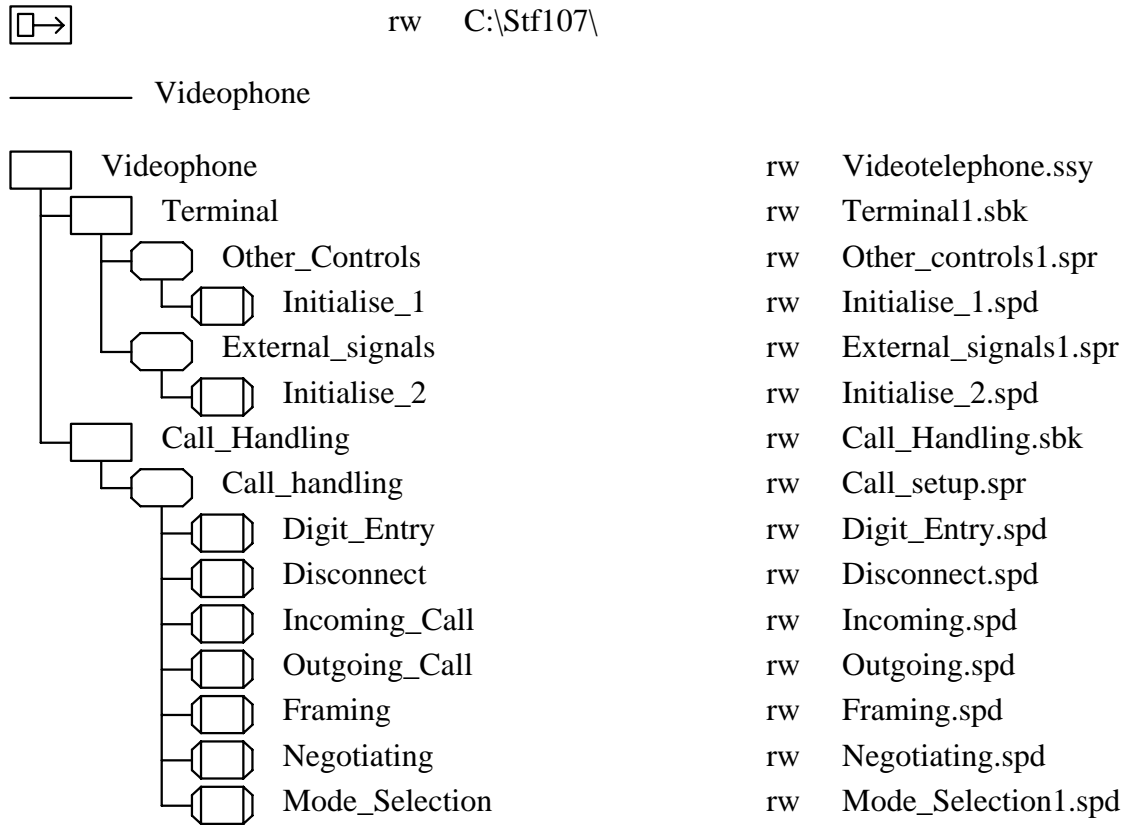 rw C:\Stf107\
Videophone
Videophone rw Videotelephone.ssy
Terminal rw Terminal1.sbk
Other_Controls rw Other_controls1.spr
Initialise_1 rw Initialise_1.spd
External_signals rw External_signals1.spr
Initialise_2 rw Initialise_2.spd
Call_Handling rw Call_Handling.sbk
Call_handling rw Call_setup.spr
Digit_Entry rw Digit_Entry.spd
Disconnect rw Disconnect.spd
Incoming_Call rw Incoming.spd
Outgoing_Call rw Outgoing.spd
Framing rw Framing.spd
Negotiating rw Negotiating.spd
Mode_Selection rw Mode_Selection1.spd